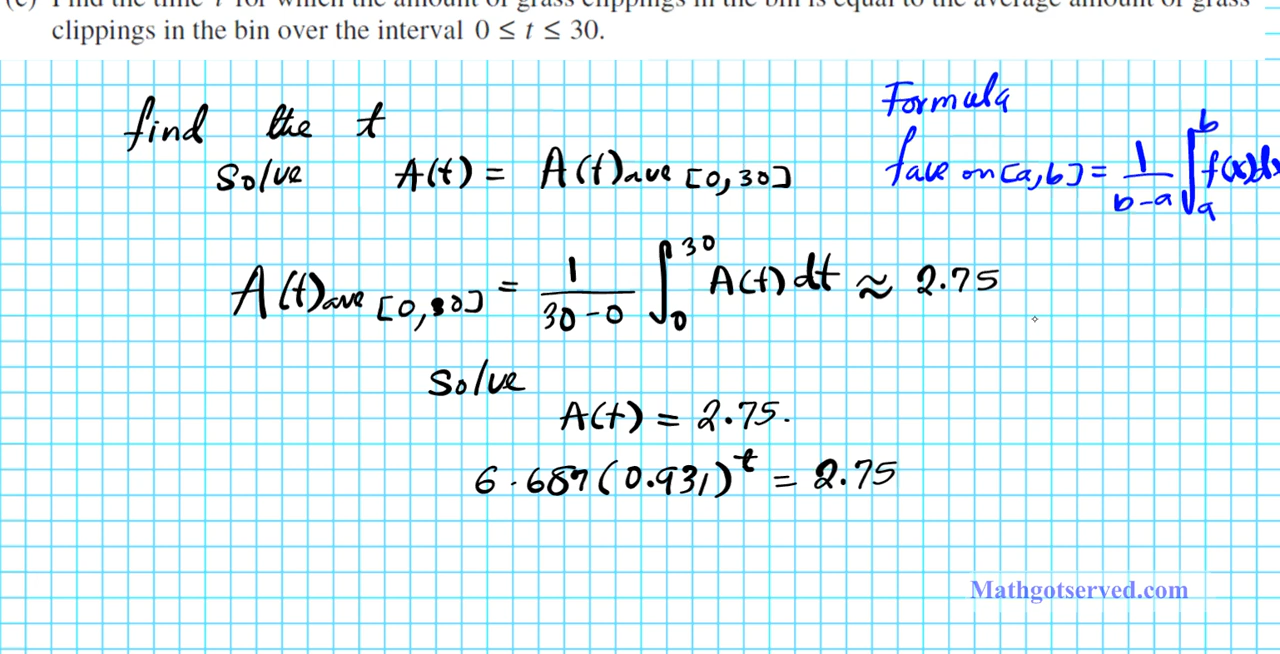 clippings in the bin over the interval 0 ≤ t ≤ 30.
find the t
Solve A(t) = A(t)ave [0,30]
Formula
fave on [a,b] = 1/(b-a) ∫_a^b f(x)dx
A(t)ave [0,30] = 1/(30-0) ∫_0^30 A(t) dt ≈ 2.75
Solve
A(t) = 2.75.
6.687(0.931)^t = 2.75
Mathgotserved.com